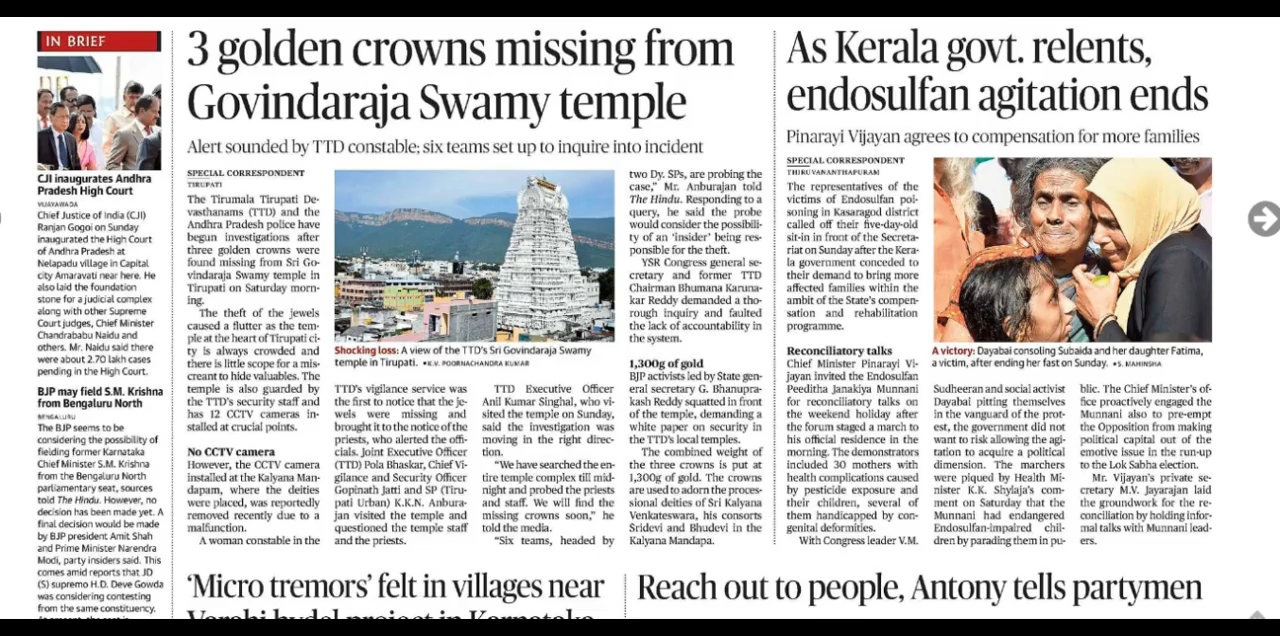 IN BRIEF
CJI inaugurates Andhra
Pradesh High Court
VIJAYAWADA
Chief Justice of India (CJI)
Ranjan Gogoi on Sunday
inaugurated the High Court
of Andhra Pradesh at
Nelapadu village in Capital
city Amaravati near here. He
also laid the foundation
stone for a judicial complex
along with other Supreme
Court judges, Chief Minister
Chandrababu Naidu and
others. Mr. Naidu said there
were about 2.70 lakh cases
pending in the High Court.
BJP may field S.M. Krishna
from Bengaluru North
BENGALURU
The BJP seems to be
considering the possibility of
fielding former Karnataka
Chief Minister S.M. Krishna
from the Bengaluru North
parliamentary seat, sources
told The Hindu. However, no
decision has been made yet. A
final decision would be made
by BJP president Amit Shah
and Prime Minister Narendra
Modi, party insiders said. This
comes amid reports that JD
(S) supremo H.D. Deve Gowda
was considering contesting
from the same constituency.
3 golden crowns missing from
Govindaraja Swamy temple
Alert sounded by TTD constable; six teams set up to inquire into incident
SPECIAL CORRESPONDENT
TIRUPATI
The Tirumala Tirupati De-
vasthanams (TTD) and the
Andhra Pradesh police have
begun investigations after
three golden crowns were
found missing from Sri Go-
vindaraja Swamy temple in
Tirupati on Saturday morn-
ing.
The theft of the jewels
caused a flutter as the tem-
ple at the heart of Tirupati ci-
ty is always crowded and
there is little scope for a mis-
creant to hide valuables. The
temple is also guarded by
the TTD's security staff and
has 12 CCTV cameras in-
stalled at crucial points.
No CCTV camera
However, the CCTV camera
installed at the Kalyana Man-
dapam, where the deities
were placed, was reportedly
removed recently due to a
malfunction.
A woman constable in the
Shocking loss: A view of the TTD's Sri Govindaraja Swamy
temple in Tirupati. •K.V. POORNACHANDRA KUMAR
TTD's vigilance service was
the first to notice that the je-
wels were missing and
brought it to the notice of the
priests, who alerted the offi-
cials. Joint Executive Officer
(TTD) Pola Bhaskar, Chief Vi-
gilance and Security Officer
Gopinath Jatti and SP (Tiru-
pati Urban) K.K.N. Anbura-
jan visited the temple and
questioned the temple staff
and the priests.
TTD Executive Officer
Anil Kumar Singhal, who vi-
sited the temple on Sunday,
said the investigation was
moving in the right direc-
tion.
"We have searched the en-
tire temple complex till mid-
night and probed the priests
and staff. We will find the
missing crowns soon," he
told the media.
"Six teams, headed by
two Dy. SPs, are probing the
case," Mr. Anburajan told
The Hindu. Responding to a
query, he said the probe
would consider the possibili-
ty of an 'insider' being res-
ponsible for the theft.
YSR Congress general se-
cretary and former TTD
Chairman Bhumana Karuna-
kar Reddy demanded a tho-
rough inquiry and faulted
the lack of accountability in
the system.
1,300g of gold
BJP activists led by State gen-
eral secretary G. Bhanupra-
kash Reddy squatted in front
of the temple, demanding a
white paper on security in
the TTD's local temples.
The combined weight of
the three crowns is put at
1,300g of gold. The crowns
are used to adorn the proces-
sional deities of Sri Kalyana
Venkateswara, his consorts
Sridevi and Bhudevi in the
Kalyana Mandapa.
As Kerala govt. relents,
endosulfan agitation ends
Pinarayi Vijayan agrees to compensation for more families
SPECIAL CORRESPONDENT
THIRUVANANTHAPURAM
The representatives of the
victims of Endosulfan poi-
soning in Kasaragod district
called off their five-day-old
sit-in in front of the Secreta-
riat on Sunday after the Kera-
la government conceded to
their demand to bring more
affected families within the
ambit of the State's compen-
sation and rehabilitation
programme.
Reconciliatory talks
Chief Minister Pinarayi Vi-
jayan invited the Endosulfan
Peeditha Janakiya Munnani
for reconciliatory talks on
the weekend holiday after
the forum staged a march to
his official residence in the
morning. The demonstrators
included 30 mothers with
health complications caused
by pesticide exposure and
their children, several of
them handicapped by con-
genital deformities.
With Congress leader V.M.
A victory: Dayabai consoling Subaida and her daughter Fatima,
a victim, after ending her fast on Sunday. •S. MAHINSHA
Sudheeran and social activist
Dayabai pitting themselves
in the vanguard of the prot-
est, the government did not
want to risk allowing the agi-
tation to acquire a political
dimension. The marchers
were piqued by Health Mi-
nister K.K. Shylaja's com-
ment on Saturday that the
Munnani had endangered
Endosulfan-impaired chil-
dren by parading them in pu-
blic. The Chief Minister's of-
fice proactively engaged the
Munnani also to pre-empt
the Opposition from making
political capital out of the
emotive issue in the run-up
to the Lok Sabha election.
Mr. Vijayan's private se-
cretary M.V. Jayarajan laid
the groundwork for the re-
conciliation by holding infor-
mal talks with Munnani lead-
ers.
'Micro tremors' felt in villages near
Varahi hydel project in Karnataka
Reach out to people, Antony tells partymen